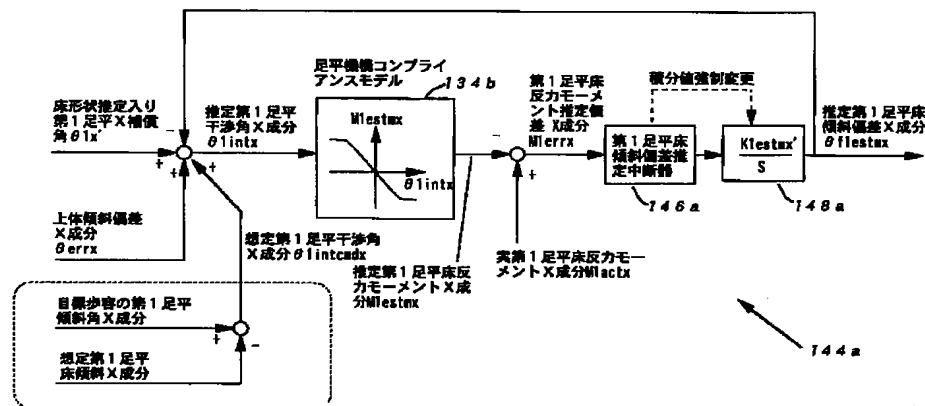 足平機構コンプライ
アンスモデル
134b
M1estmx
θ1intx
床形状推定入り
第1足平X補償
角θ1x'
推定第1足平
干渉角X成分
θ1intx
第1足平床
反力モーメ
ント推定偏
差 X成分
M1errx
積分値強制変更
第1足平床
傾斜偏差推
定中断器
146a
K1estmx'
S
148a
推定第1足平床
傾斜偏差X成分
θf1estmx
上体傾斜偏差
X成分
θerrx
想定第1足平干渉角
X成分θ1intcmdx
推定第1足平床反
力モーメントX成
分M1estmx
実第1足平床反力モー
メントX成分M1actx
目標歩容の第1足平
傾斜角X成分
想定第1足平
床傾斜X成分
144a